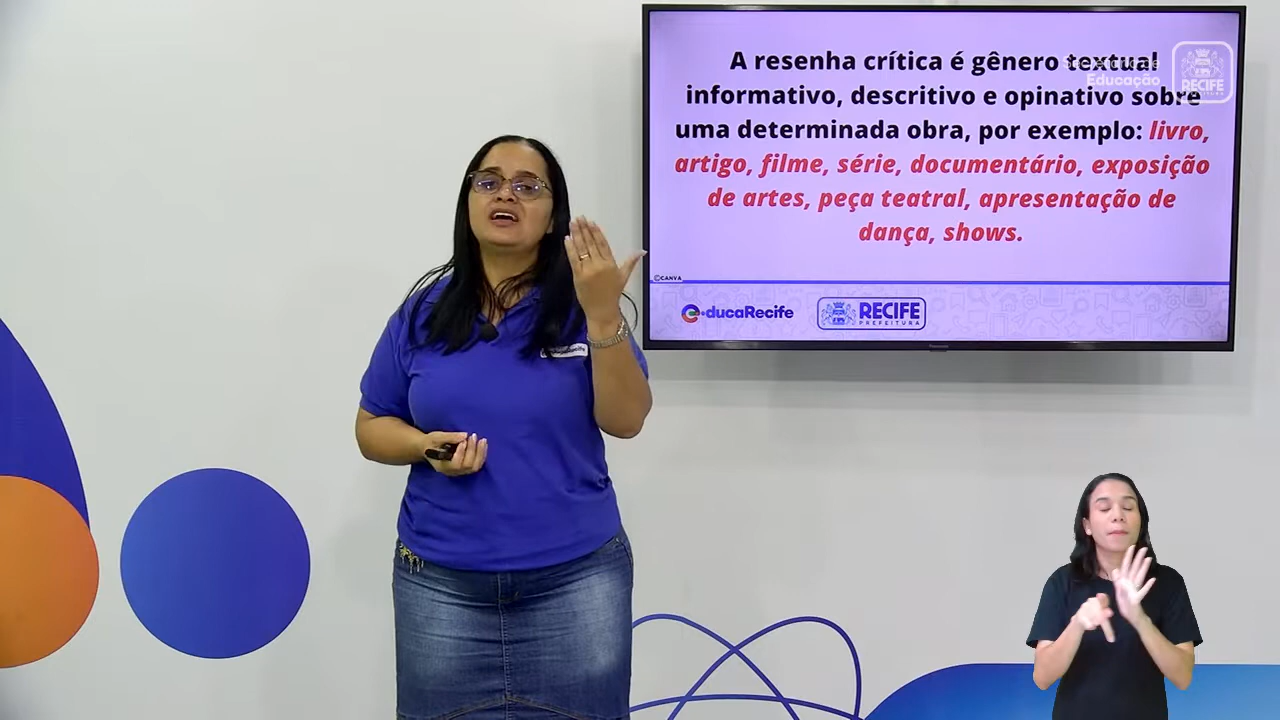 A resenha crítica é gênero textual
informativo, descritivo e opinativo sobre
uma determinada obra, por exemplo: livro,
artigo, filme, série, documentário, exposição
de artes, peça teatral, apresentação de
dança, shows.
Educação
RECIFE
©CANVA
e·ducaRecife
RECIFE
PREFEITURA